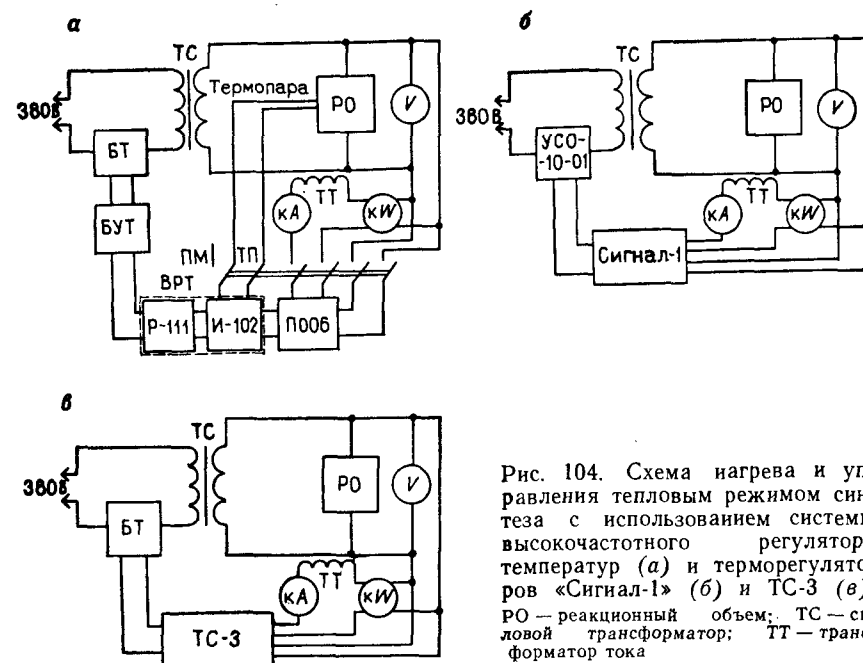 а
ТС
380В
Термопара
РО
V
БТ
кА
ТТ
кW
БУТ
ПМ
ТП
ВРТ
Р-111
И-102
П006
б
ТС
380В
РО
V
УСО-
-10-01
кА
ТТ
кW
Сигнал-1
в
ТС
380В
РО
V
БТ
кА
ТТ
кW
ТС-3
Рис. 104. Схема нагрева и уп
равления тепловым режимом син
теза с использованием систем
высокочастотного регулятор
температур (а) и терморегулято
ров «Сигнал-1» (б) и ТС-3 (в)
РО — реакционный объем; ТС — си
ловой трансформатор; ТТ — транс
форматор тока